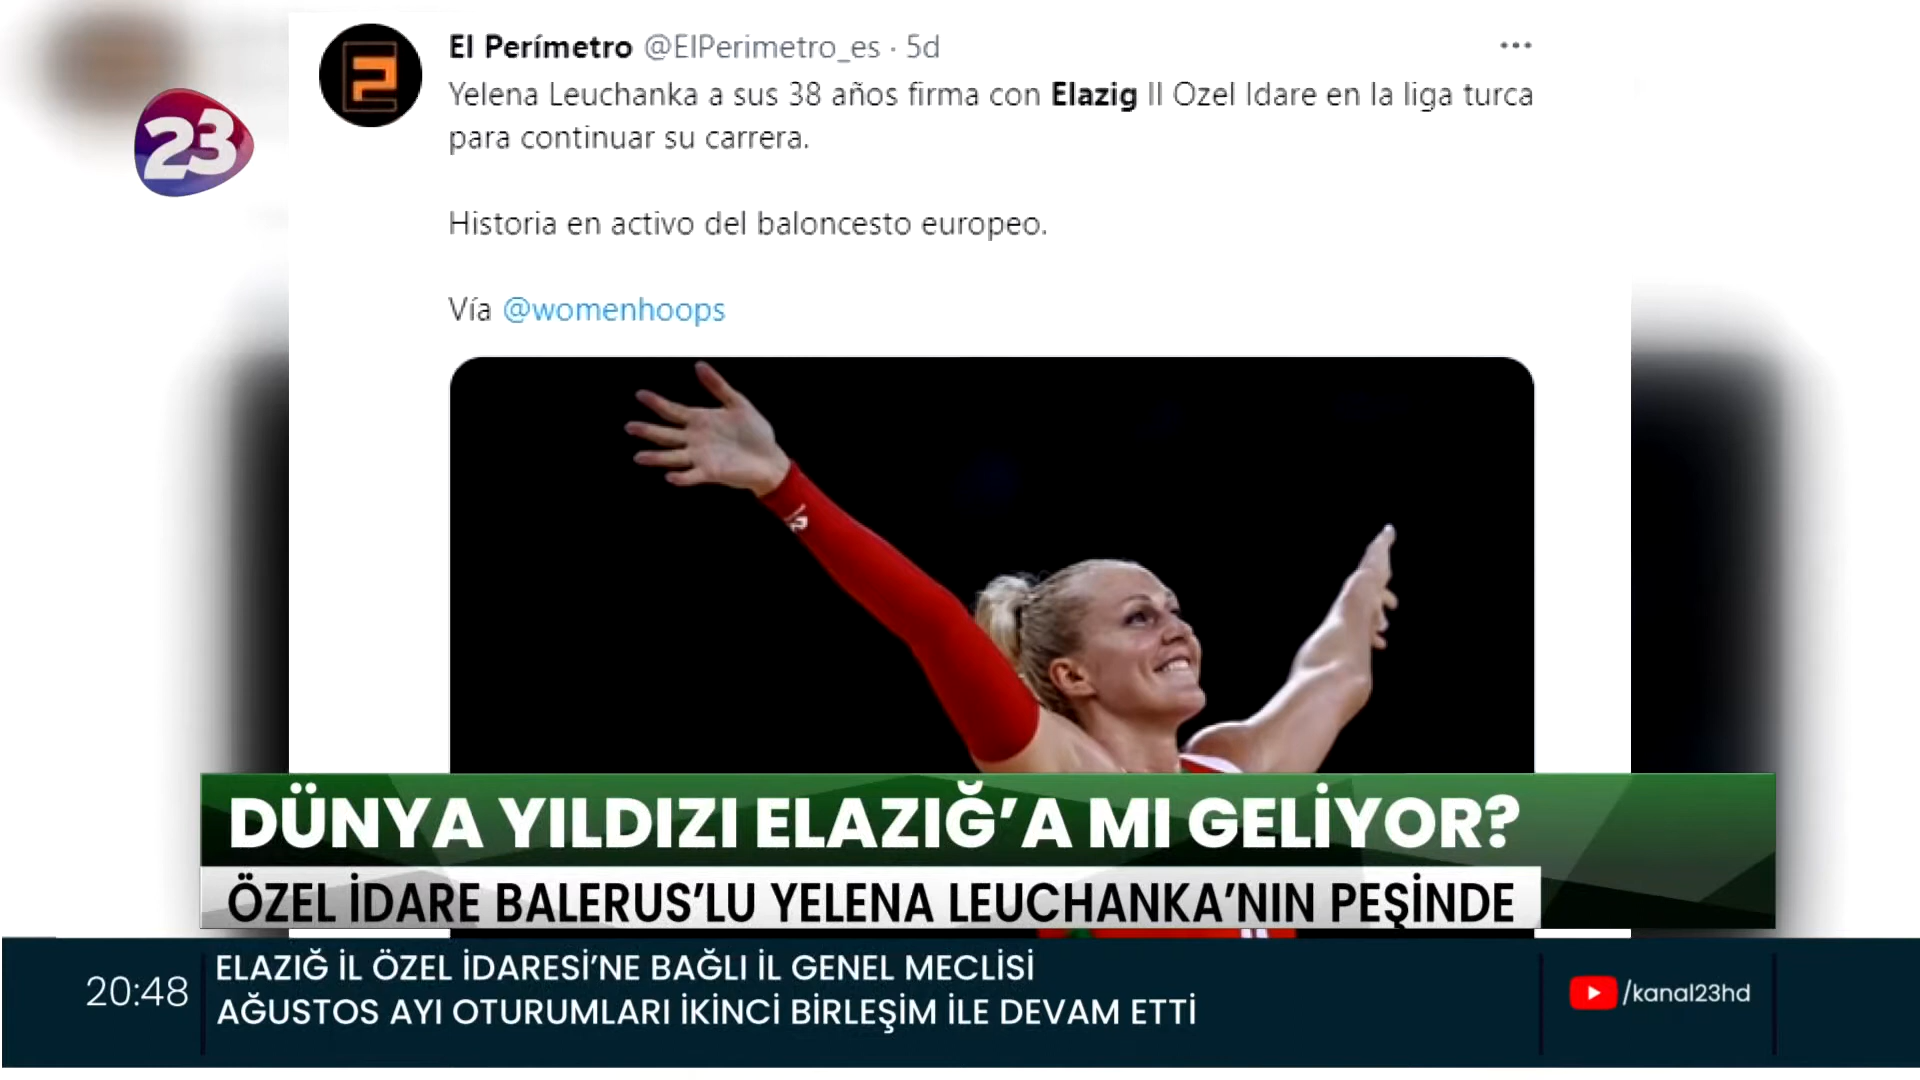 El Perímetro @ElPerimetro_es · 5d
Yelena Leuchanka a sus 38 años firma con Elazig Il Ozel Idare en la liga turca
para continuar su carrera.
Historia en activo del baloncesto europeo.
Vía @womenhoops
23
DÜNYA YILDIZI ELAZIĞ’A MI GELİYOR?
ÖZEL İDARE BALERUS’LU YELENA LEUCHANKA’NIN PEŞİNDE
20:48
ELAZIĞ İL ÖZEL İDARESİ’NE BAĞLI İL GENEL MECLİSİ
AĞUSTOS AYI OTURUMLARI İKİNCİ BİRLEŞİM İLE DEVAM ETTİ
/kanal23hd